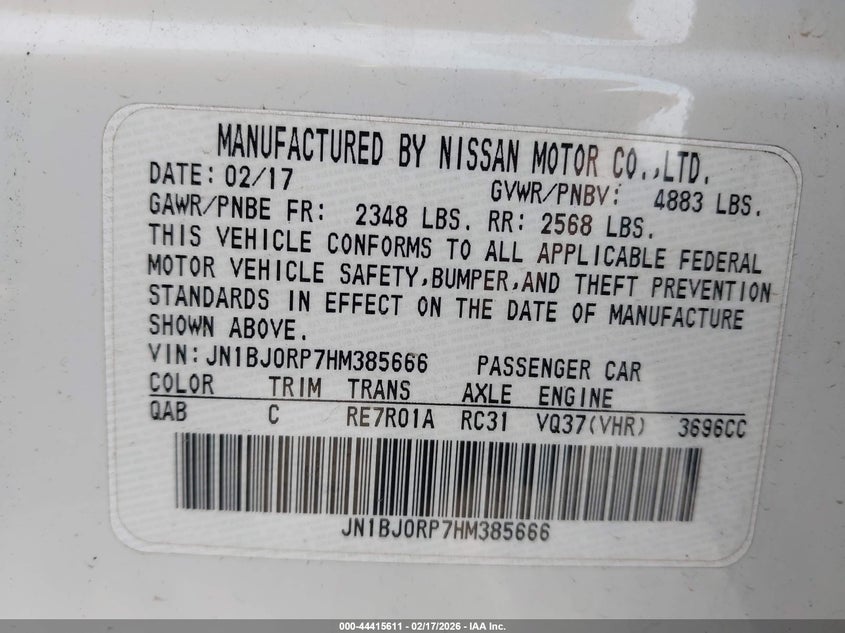 MANUFACTURED BY NISSAN MOTOR CO.,LTD.
DATE: 02/17 GVWR/PNBV: 4883 LBS.
GAWR/PNBE FR: 2348 LBS. RR: 2568 LBS.
THIS VEHICLE CONFORMS TO ALL APPLICABLE FEDERAL
MOTOR VEHICLE SAFETY,BUMPER,AND THEFT PREVENTION
STANDARDS IN EFFECT ON THE DATE OF MANUFACTURE
SHOWN ABOVE.
VIN:JN1BJ0RP7HM385666 PASSENGER CAR
COLOR TRIM TRANS AXLE ENGINE
QAB C RE7R01A RC31 VQ37(VHR) 3696CC
JN1BJ0RP7HM385666
000-44415611 - 02/17/2026 - IAA Inc.